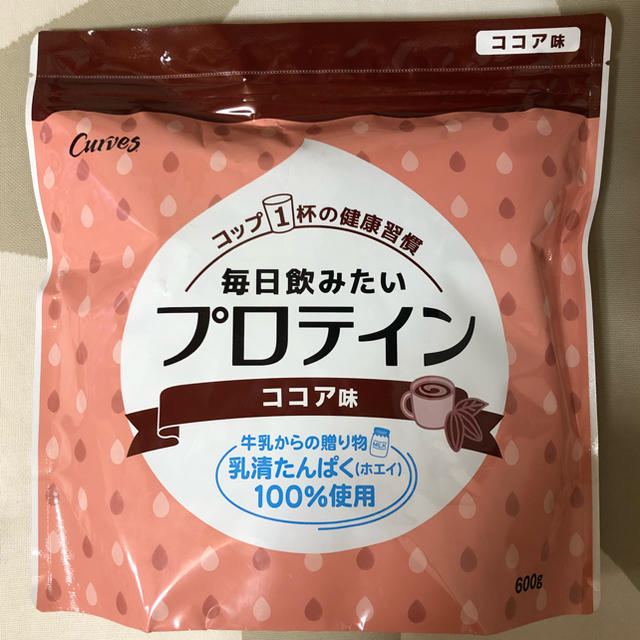 ココア味
Curves
コップ1杯の健康習慣
毎日飲みたい
プロテイン
ココア味
牛乳からの贈り物
MILK
乳清たんぱく(ホエイ)
100%使用
600g